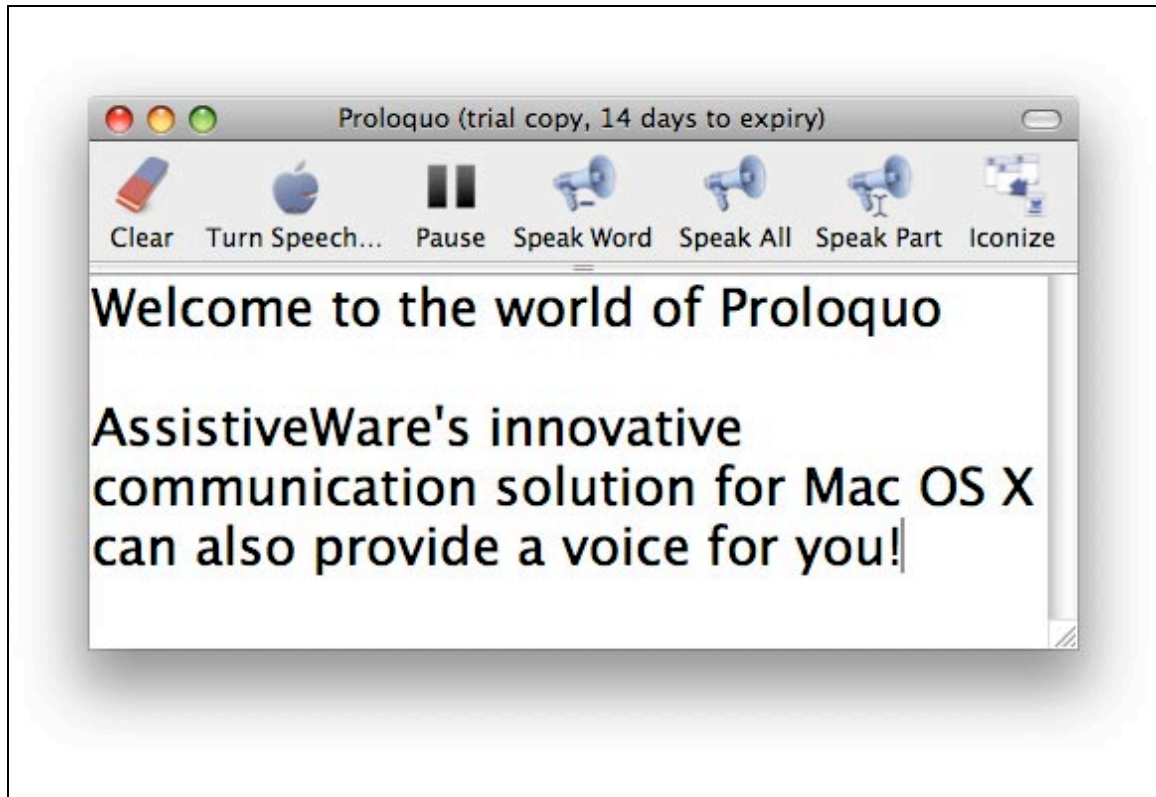 Proloquo (trial copy, 14 days to expiry)
Clear Turn Speech... Pause Speak Word Speak All Speak Part Iconize
Welcome to the world of Proloquo
AssistiveWare's innovative
communication solution for Mac OS X
can also provide a voice for you!